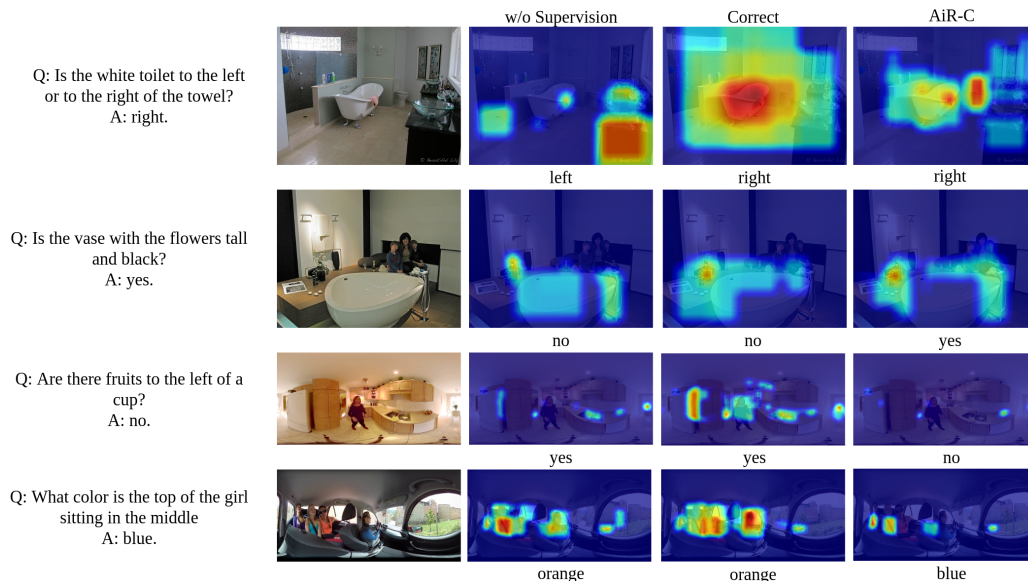 w/o Supervision
Correct
AiR-C
Q: Is the white toilet to the left
or to the right of the towel?
A: right.
left
right
right
Q: Is the vase with the flowers tall
and black?
A: yes.
no
no
yes
Q: Are there fruits to the left of a
cup?
A: no.
yes
yes
no
Q: What color is the top of the girl
sitting in the middle
A: blue.
orange
orange
blue